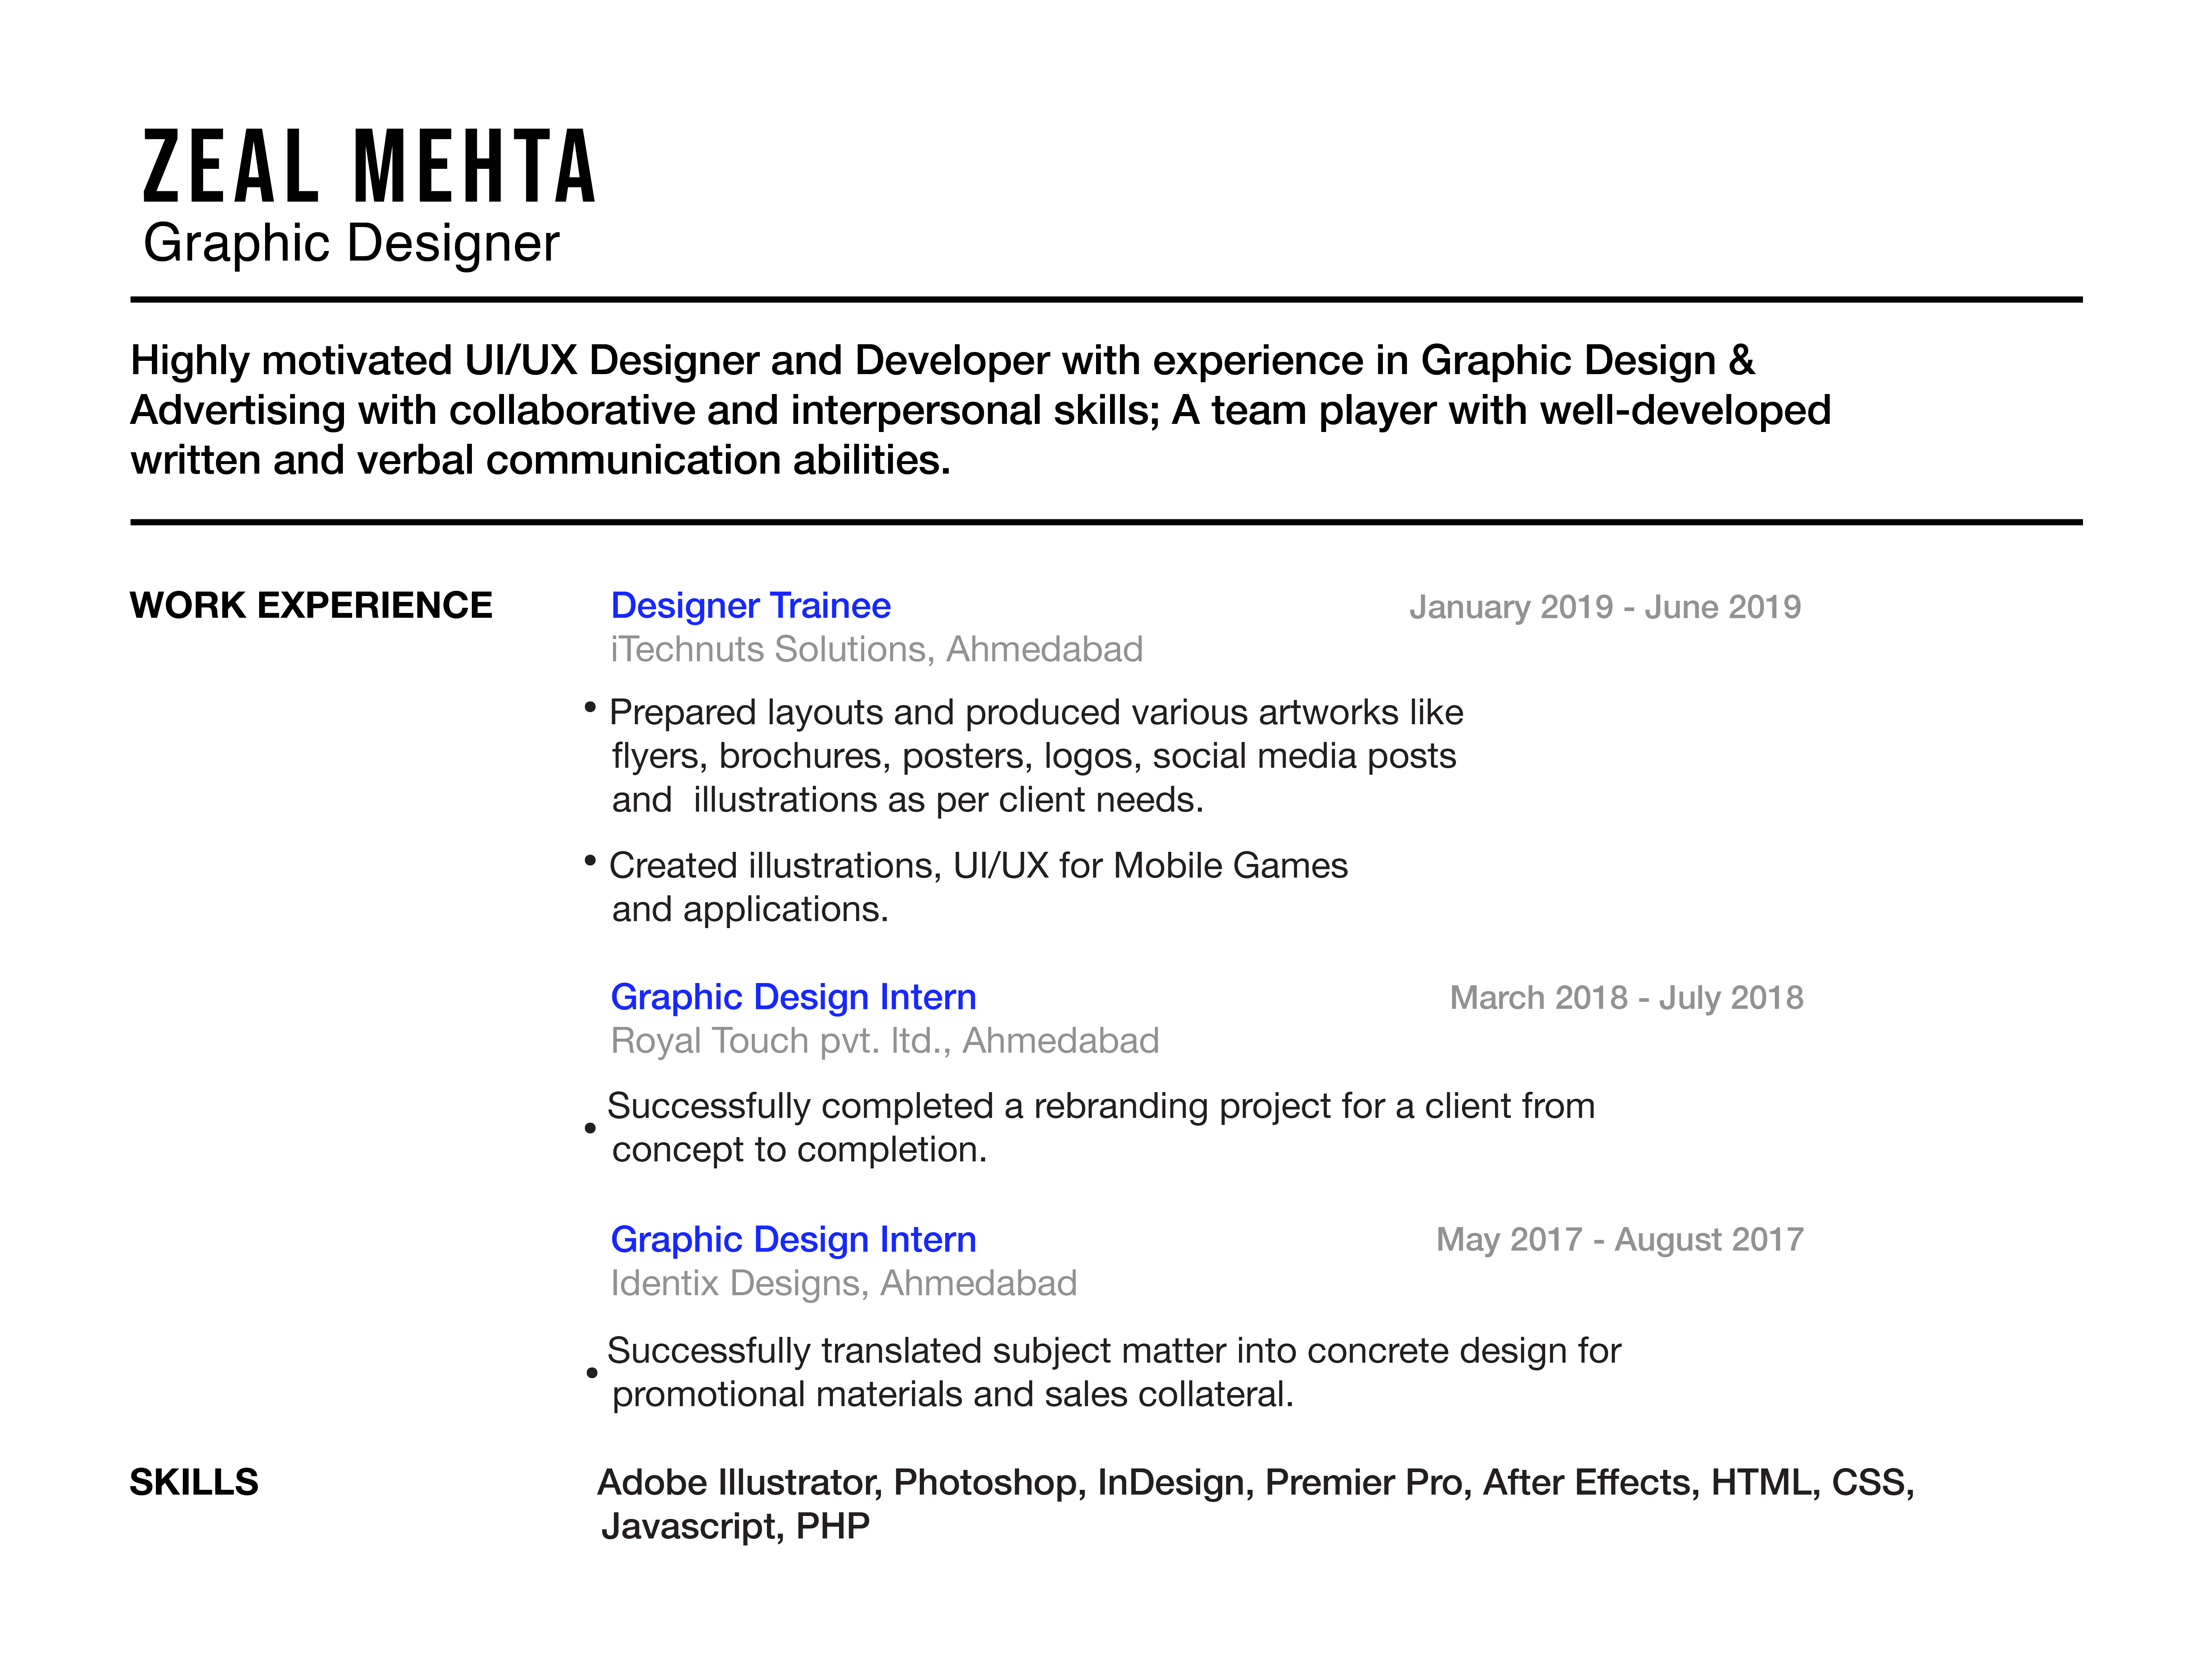 ZEAL MEHTA
Graphic Designer
Highly motivated UI/UX Designer and Developer with experience in Graphic Design &
Advertising with collaborative and interpersonal skills; A team player with well-developed
written and verbal communication abilities.
WORK EXPERIENCE
Designer Trainee January 2019 - June 2019
iTechnuts Solutions, Ahmedabad
• Prepared layouts and produced various artworks like
flyers, brochures, posters, logos, social media posts
and  illustrations as per client needs.
• Created illustrations, UI/UX for Mobile Games
and applications.
Graphic Design Intern March 2018 - July 2018
Royal Touch pvt. ltd., Ahmedabad
• Successfully completed a rebranding project for a client from
concept to completion.
Graphic Design Intern May 2017 - August 2017
Identix Designs, Ahmedabad
• Successfully translated subject matter into concrete design for
promotional materials and sales collateral.
SKILLS
Adobe Illustrator, Photoshop, InDesign, Premier Pro, After Effects, HTML, CSS,
Javascript, PHP